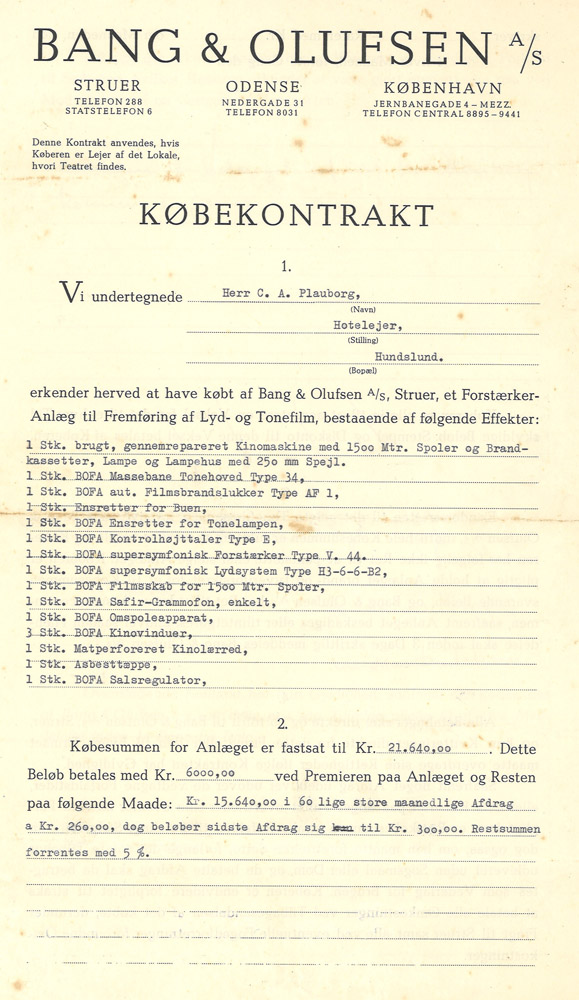 BANG & OLUFSEN A/S
STRUER
TELEFON 288
STATSTELEFON 6
ODENSE
NEDERGADE 31
TELEFON 8031
KØBENHAVN
JERNBANEGADE 4 – MEZZ.
TELEFON CENTRAL 8895 – 9441
Denne Kontrakt anvendes, hvis
Køberen er Lejer af det Lokale,
hvori Teatret findes.
KØBEKONTRAKT
1.
Vi undertegnede Herr C. A. Plauborg,
(Navn)
Hotelejer,
(Stilling)
Hundslund.
(Bopæl)
erkender herved at have købt af Bang & Olufsen A/S, Struer, et Forstærker-
Anlæg til Fremføring af Lyd- og Tonefilm, bestaaende af følgende Effekter:
1 Stk. brugt, gennemrepareret Kinomaskine med 1500 Mtr. Spoler og Brand-
kassetter, Lampe og Lampehus med 250 mm Spejl.
1 Stk. BOFA Massebane Tonehoved Type 34,
1 Stk. BOFA aut. Filmsbrandslukker Type AF 1,
1 Stk. Ensretter for Buen,
1 Stk. BOFA Ensretter for Tonelampen,
1 Stk. BOFA Kontrolhøjttaler Type E,
1 Stk. BOFA supersymfonisk Forstærker Type V. 44.
1 Stk. BOFA supersymfonisk Lydsystem Type H3-6-6-B2,
1 Stk. BOFA Filmsskab for 1500 Mtr. Spoler,
1 Stk. BOFA Safir-Grammofon, enkelt,
1 Stk. BOFA Omspoleapparat,
3 Stk. BOFA Kinovinduer,
1 Stk. Matperforeret Kinolærred,
1 Stk. Asbesttæppe,
1 Stk. BOFA Salsregulator,
2.
Købesummen for Anlæget er fastsat til Kr. 21.640,00 . Dette
Beløb betales med Kr. 6000,00 ved Premieren paa Anlæget og Resten
paa følgende Maade: Kr. 15.640,00 i 60 lige store maanedlige Afdrag
a Kr. 260,00, dog beløber sidste Afdrag sig til Kr. 300,00. Restsummen
forrentes med 5 %.